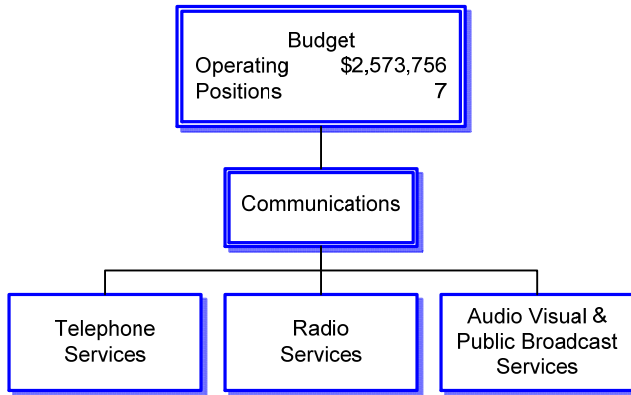 Budget
Operating $2,573,756
Positions 7
Communications
Telephone
Services
Radio
Services
Audio Visual &
Public Broadcast
Services